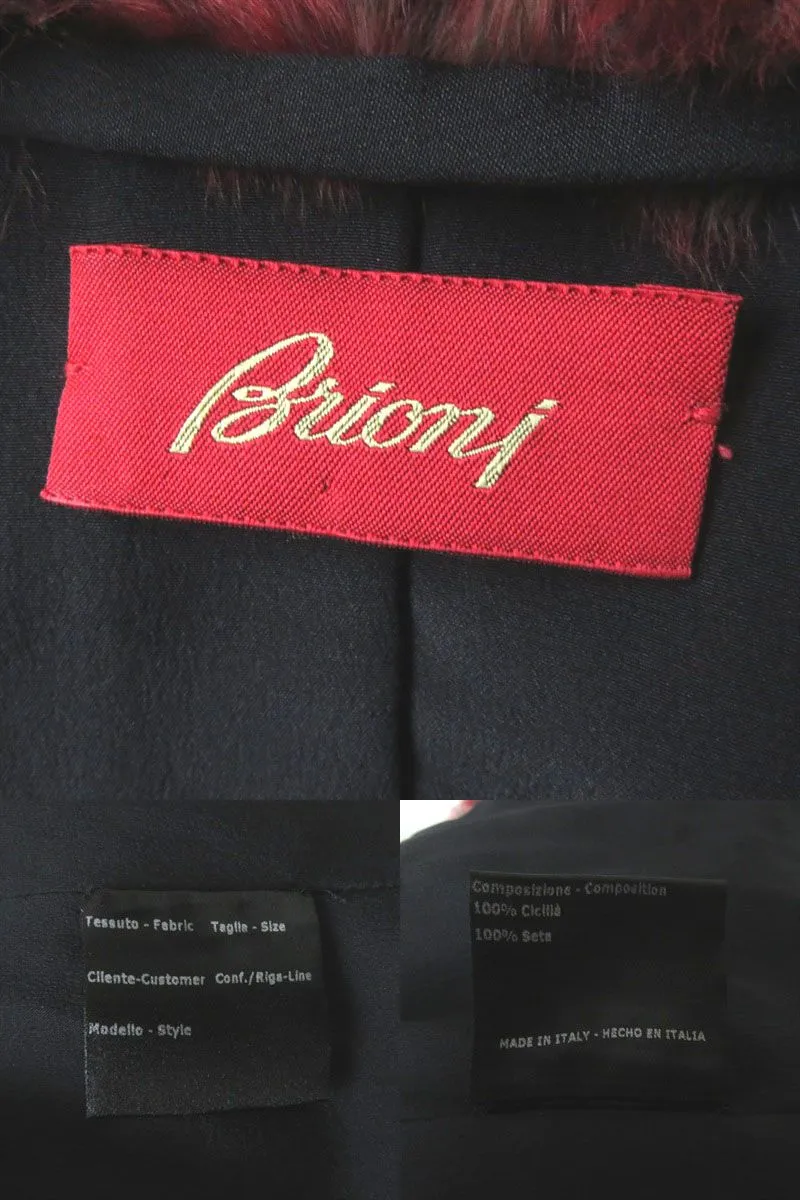 Brioni
Tessuto - Fabric Taglia - Size
Cliente-Customer Conf./Riga-Line
Modello - Style
Composizione - Composition
100% Cicilià
100% Seta
MADE IN ITALY - HECHO EN ITALIA